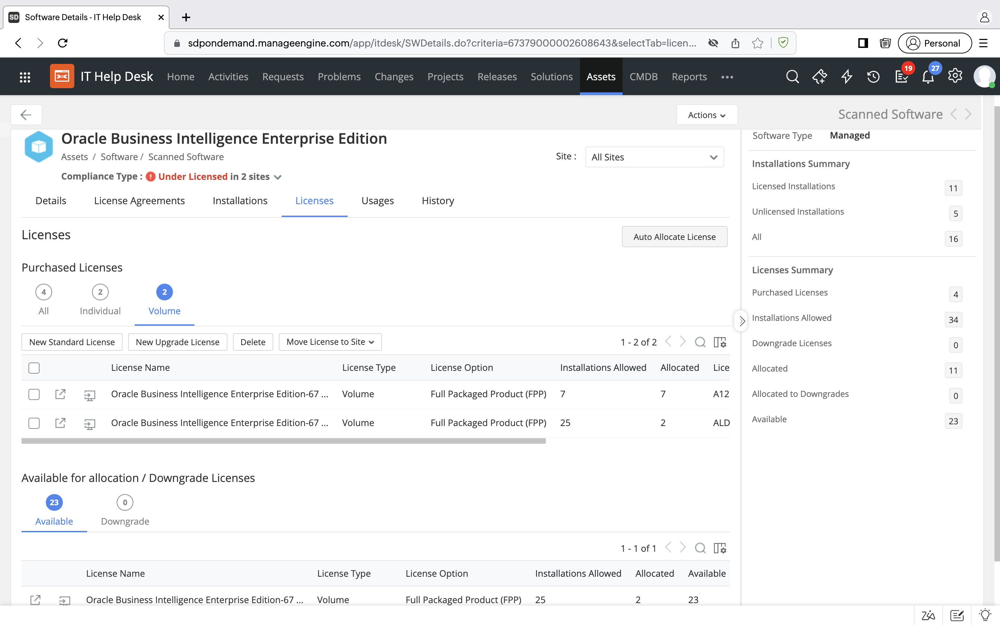 SD Software Details - IT Help Desk
sdpondemand.manageengine.com/app/itdesk/SWDetails.do?criteria=67379000002608643&selectTab=licen...
Personal
IT Help Desk Home Activities Requests Problems Changes Projects Releases Solutions Assets CMDB Reports 19 27
Actions
Scanned Software
Oracle Business Intelligence Enterprise Edition
Assets / Software / Scanned Software
Site : All Sites
Compliance Type : Under Licensed in 2 sites
Details License Agreements Installations Licenses Usages History
Licenses
Auto Allocate License
Purchased Licenses
4 2 2
All Individual Volume
New Standard License New Upgrade License Delete Move License to Site 1 - 2 of 2
License Name License Type License Option Installations Allowed Allocated Lice
Oracle Business Intelligence Enterprise Edition-67 ... Volume Full Packaged Product (FPP) 7 7 A12
Oracle Business Intelligence Enterprise Edition-67 ... Volume Full Packaged Product (FPP) 25 2 ALD
Available for allocation / Downgrade Licenses
23 0
Available Downgrade
1 - 1 of 1
License Name License Type License Option Installations Allowed Allocated Available
Oracle Business Intelligence Enterprise Edition-67 ... Volume Full Packaged Product (FPP) 25 2 23
Software Type Managed
Installations Summary
Licensed Installations 11
Unlicensed Installations 5
All 16
Licenses Summary
Purchased Licenses 4
Installations Allowed 34
Downgrade Licenses 0
Allocated 11
Allocated to Downgrades 0
Available 23